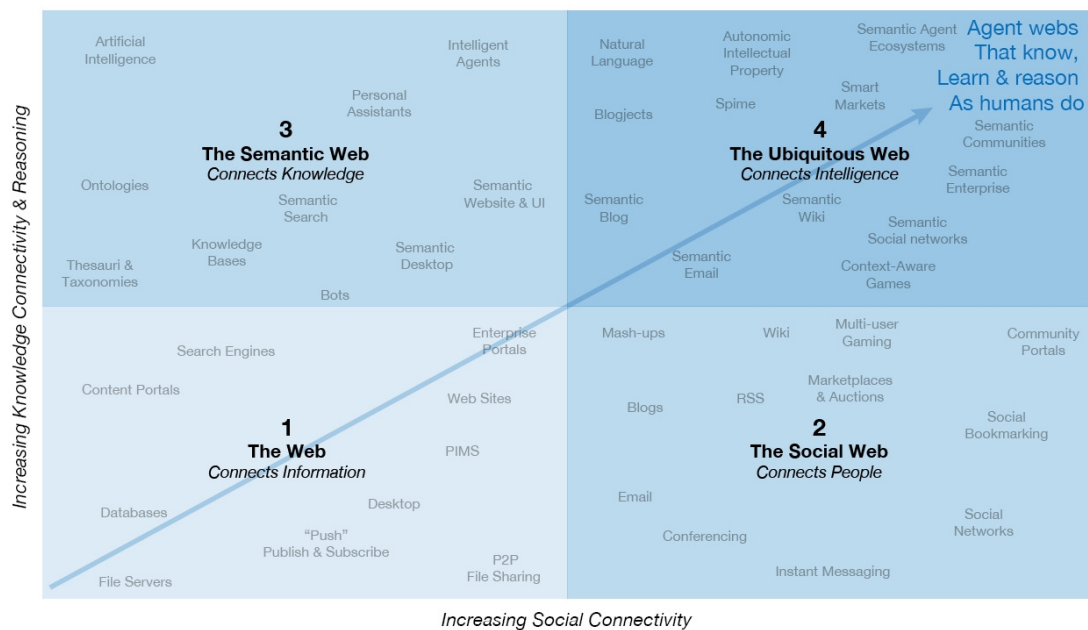 Increasing Knowledge Connectivity & Reasoning
Artificial
Intelligence
Intelligent
Agents
Personal
Assistants
3
The Semantic Web
Connects Knowledge
Ontologies
Semantic
Search
Semantic
Website & UI
Knowledge
Bases
Semantic
Desktop
Thesauri &
Taxonomies
Bots
Natural
Language
Autonomic
Intellectual
Property
Semantic Agent
Ecosystems
Agent webs
That know,
Learn & reason
As humans do
Blogjects
Spime
Smart
Markets
4
The Ubiquitous Web
Connects Intelligence
Semantic
Communities
Semantic
Enterprise
Semantic
Blog
Semantic
Wiki
Semantic
Social networks
Semantic
Email
Context-Aware
Games
Search Engines
Enterprise
Portals
Content Portals
Web Sites
1
The Web
Connects Information
PIMS
Databases
Desktop
“Push”
Publish & Subscribe
File Servers
P2P
File Sharing
Mash-ups
Wiki
Multi-user
Gaming
Community
Portals
Blogs
RSS
Marketplaces
& Auctions
2
The Social Web
Connects People
Social
Bookmarking
Email
Conferencing
Social
Networks
Instant Messaging
Increasing Social Connectivity